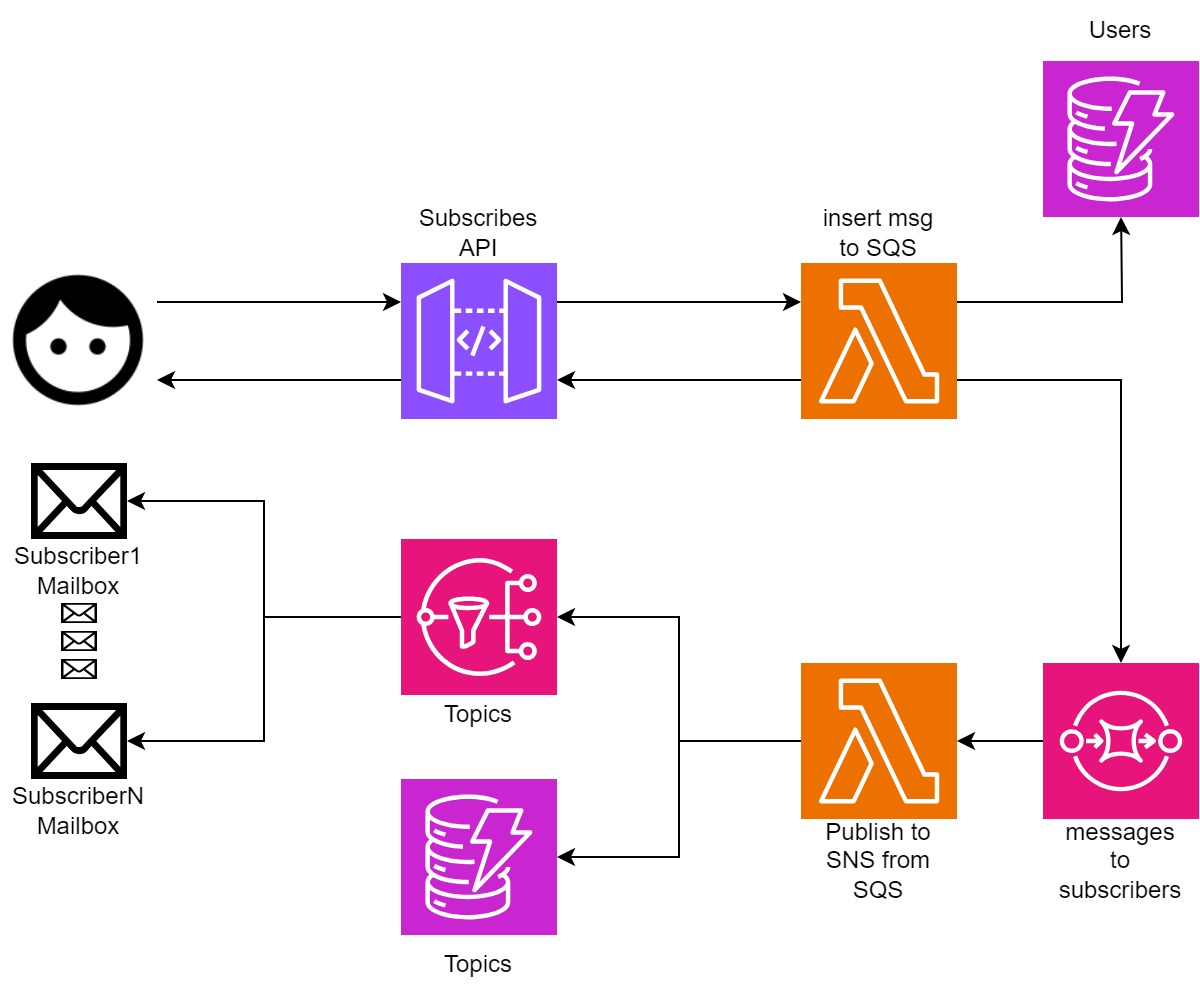 Users
Subscribes
API
insert msg
to SQS
</>
Subscriber1
Mailbox
Topics
SubscriberN
Mailbox
Publish to
SNS from
SQS
messages
to
subscribers
Topics